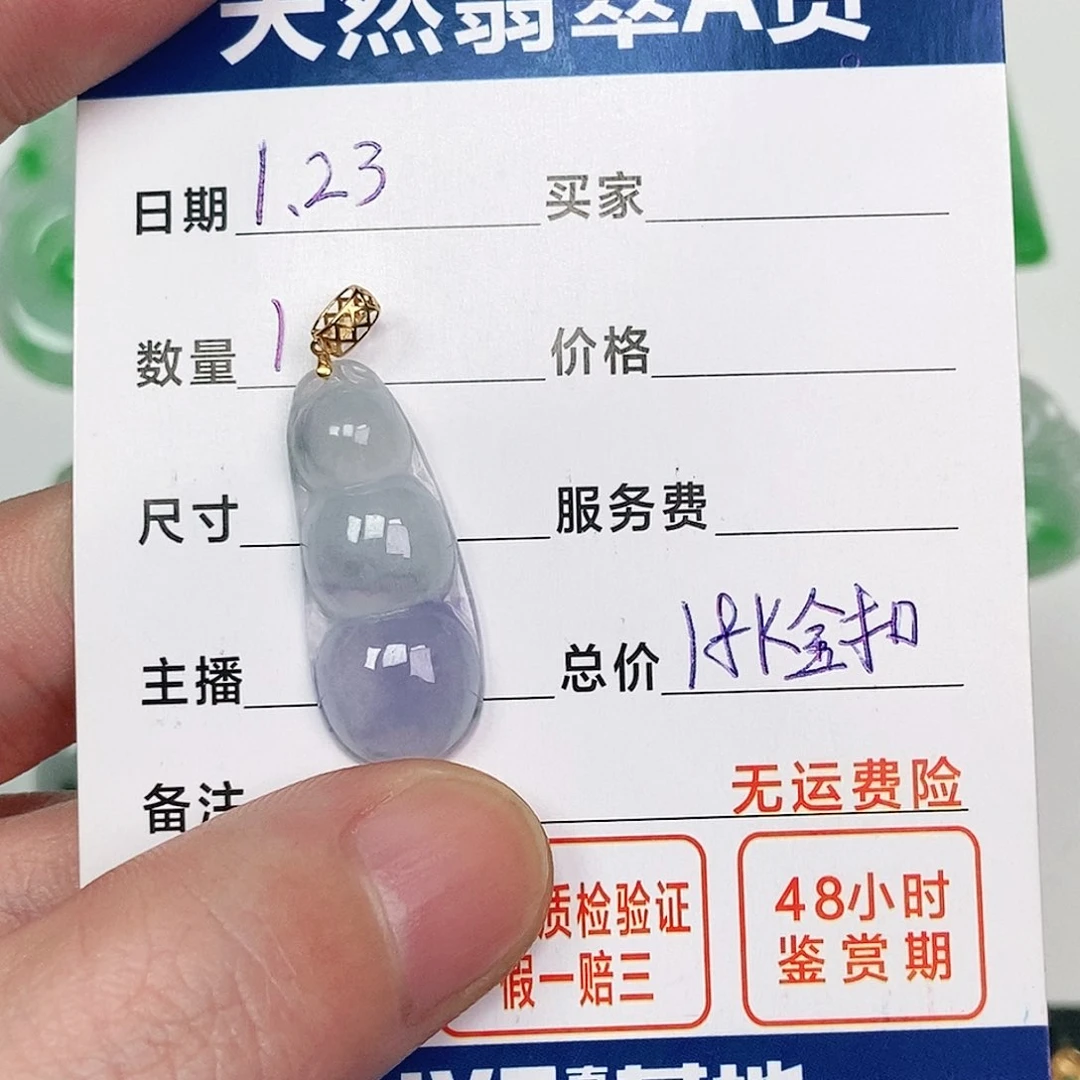 天然翡翠A货
日期 1.23 买家
数量 1 价格
尺寸 服务费
主播 总价 18K金扣
备注 无运费险
质检验证 48小时
假一赔三 鉴赏期